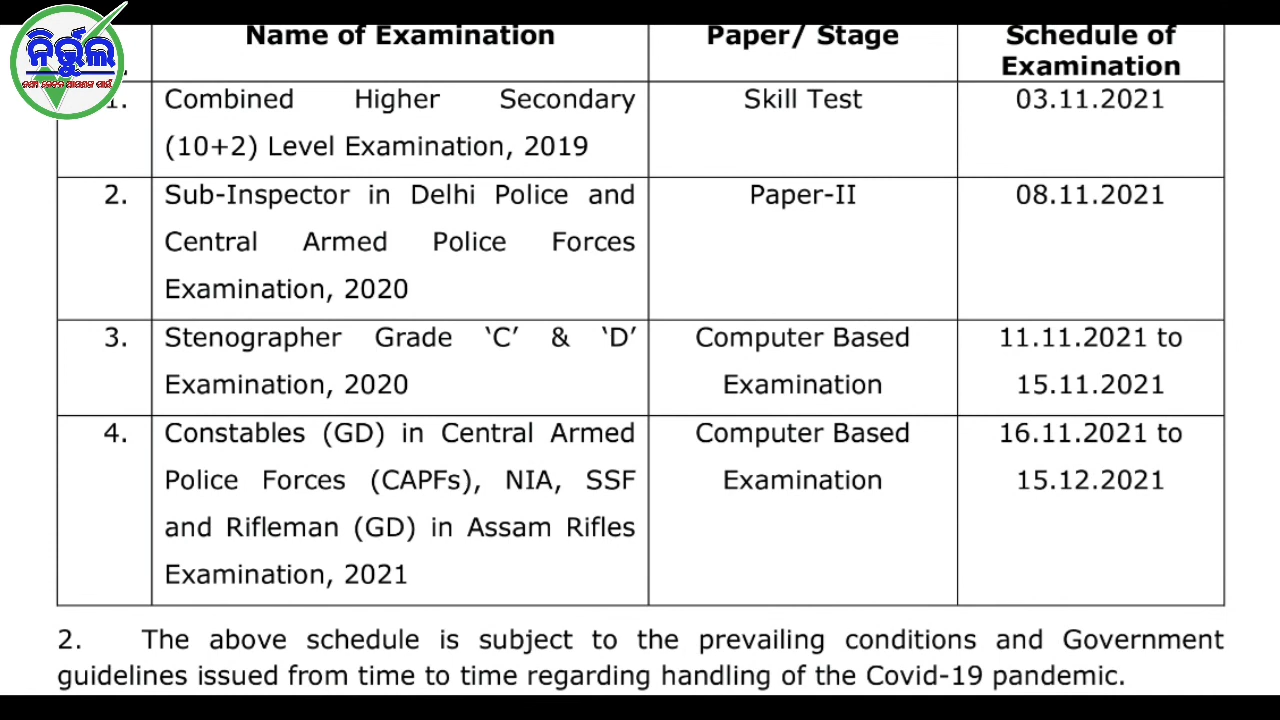 ନିର୍ଭୁଲ
Name of Examination Paper/ Stage Schedule of
Examination
1. Combined Higher Secondary Skill Test 03.11.2021
(10+2) Level Examination, 2019
2. Sub-Inspector in Delhi Police and Paper-II 08.11.2021
Central Armed Police Forces
Examination, 2020
3. Stenographer Grade ‘C’ & ‘D’ Computer Based 11.11.2021 to
Examination, 2020 Examination 15.11.2021
4. Constables (GD) in Central Armed Computer Based 16.11.2021 to
Police Forces (CAPFs), NIA, SSF Examination 15.12.2021
and Rifleman (GD) in Assam Rifles
Examination, 2021
2. The above schedule is subject to the prevailing conditions and Government
guidelines issued from time to time regarding handling of the Covid-19 pandemic.